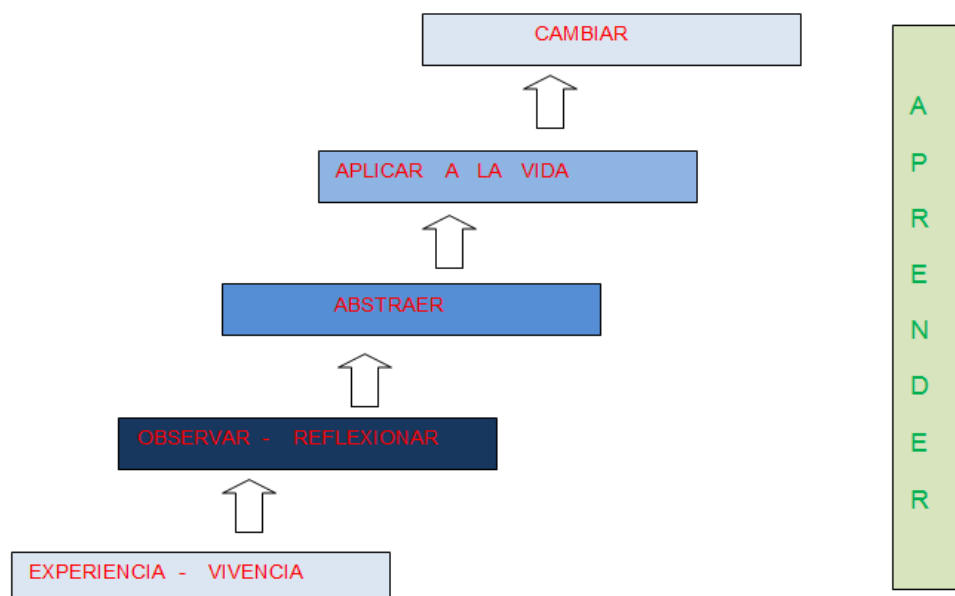 CAMBIAR
APLICAR A LA VIDA
ABSTRAER
OBSERVAR - REFLEXIONAR
EXPERIENCIA - VIVENCIA
A
P
R
E
N
D
E
R